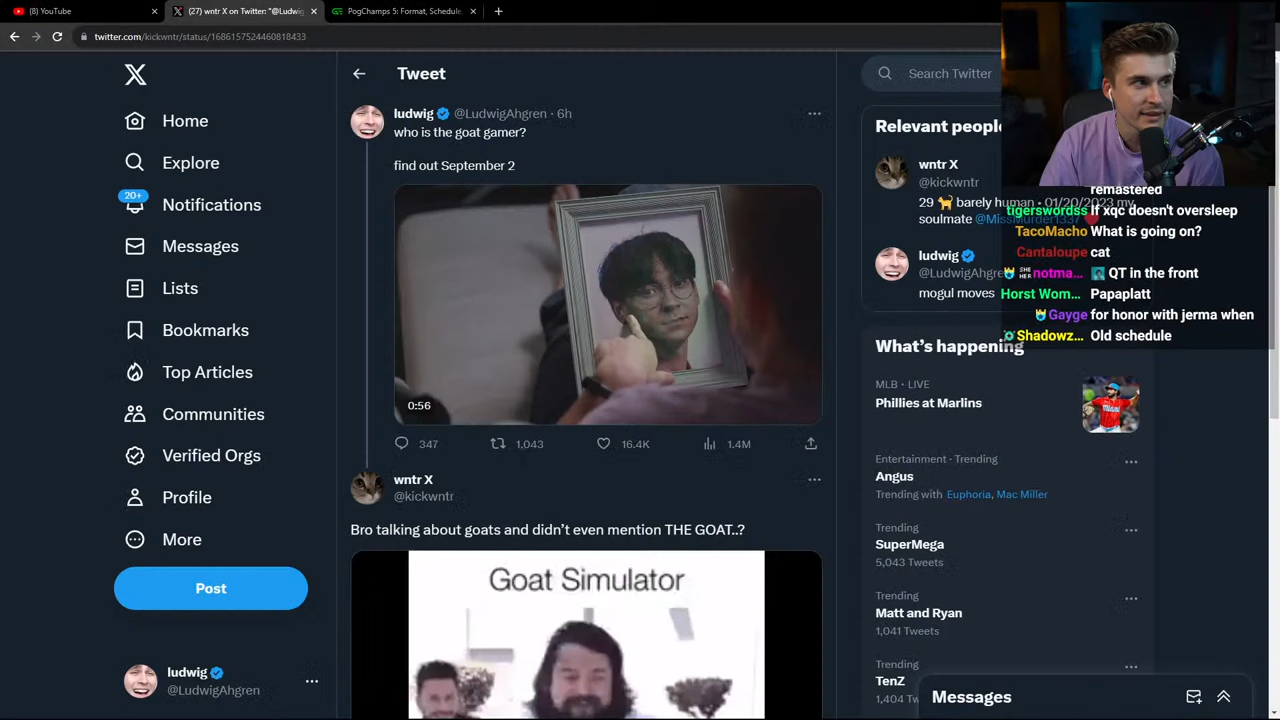 (8) YouTube
(27) wntr X on Twitter: "@Ludwig
PogChamps 5: Format, Schedule
twitter.com/kickwntr/status/1686157524460818433
Home
Explore
20+
Notifications
Messages
Lists
Bookmarks
Top Articles
Communities
Verified Orgs
Profile
More
Post
ludwig
@LudwigAhgren
Tweet
ludwig @LudwigAhgren · 6h
who is the goat gamer?
find out September 2
0:56
347 1,043 16.4K 1.4M
wntr X
@kickwntr
Bro talking about goats and didn't even mention THE GOAT..?
Goat Simulator
Search Twitter
Relevant people
wntr X
@kickwntr
29 🐈 barely human • 01/20/2023 my
soulmate @MissMurder1337
ludwig
@LudwigAhgren
mogul moves
What's happening
MLB · LIVE
Phillies at Marlins
Entertainment · Trending
Angus
Trending with Euphoria, Mac Miller
Trending
SuperMega
5,043 Tweets
Trending
Matt and Ryan
1,041 Tweets
Trending
TenZ
1,404 Tw
Messages
remastered
tigerswordss If xqc doesn't oversleep
TacoMacho What is going on?
Cantaloupe cat
SHE HER notma... QT in the front
Horst Wom... Papaplatt
Gayge for honor with jerma when
Shadowz... Old schedule